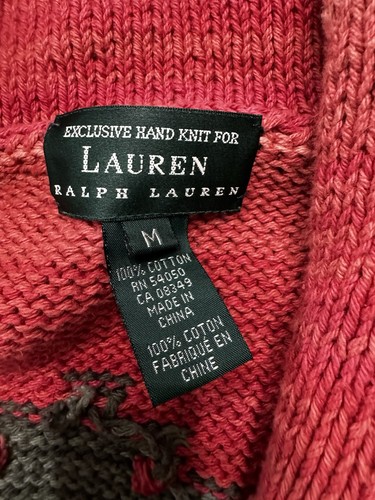 EXCLUSIVE HAND KNIT FOR
LAUREN
RALPH LAUREN
M
100% COTTON
RN 54050
CA 08349
MADE IN
CHINA
100% COTON
FABRIQUÉ EN
CHINE